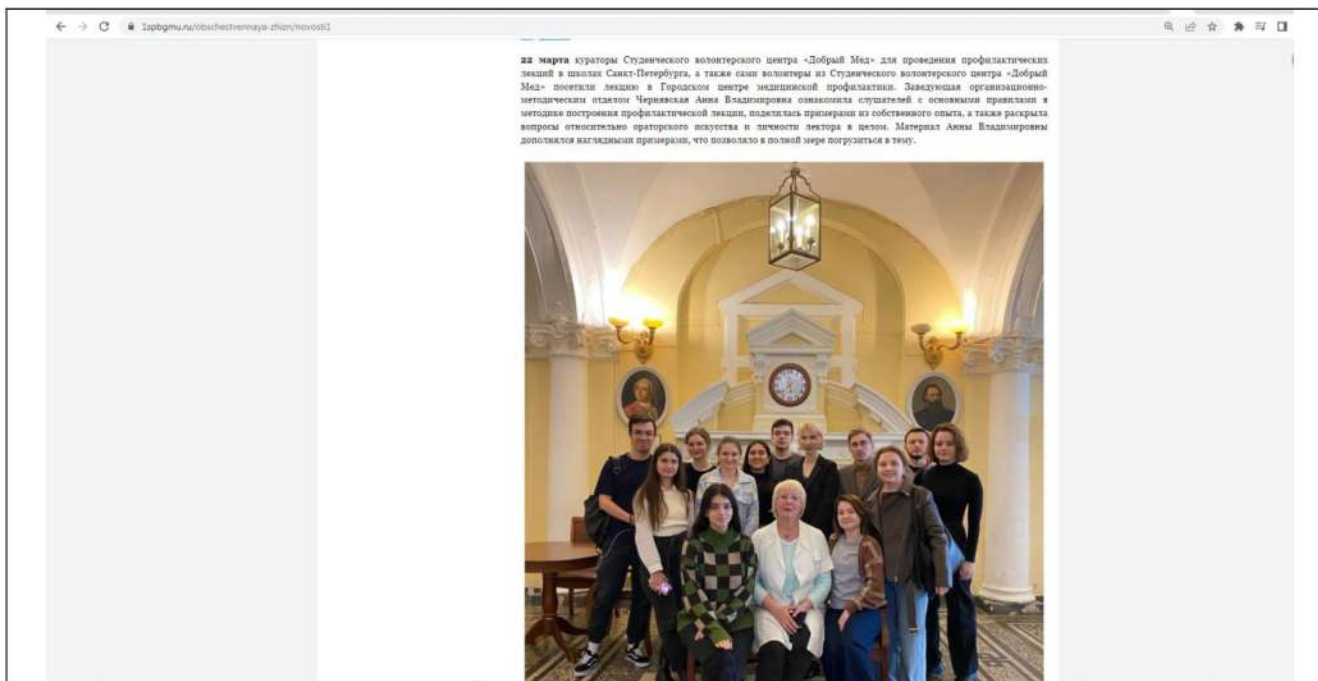 1spbgmu.ru/obschestvennaya-zhizn/novosti1
22 марта кураторы Студенческого волонтерского центра «Добрый Мед» для проведения профилактических
лекций в школах Санкт-Петербурга, а также сами волонтеры из Студенческого волонтерского центра «Добрый
Мед» посетили лекцию в Городском центре медицинской профилактики. Заведующая организационно-
методическим отделом Чернявская Анна Владимировна ознакомила слушателей с основными правилами в
методике построения профилактической лекции, поделилась примерами из собственного опыта, а также раскрыла
вопросы относительно ораторского искусства и личности лектора в целом. Материал Анны Владимировны
дополнялся наглядными примерами, что позволяло в полной мере погрузиться в тему.